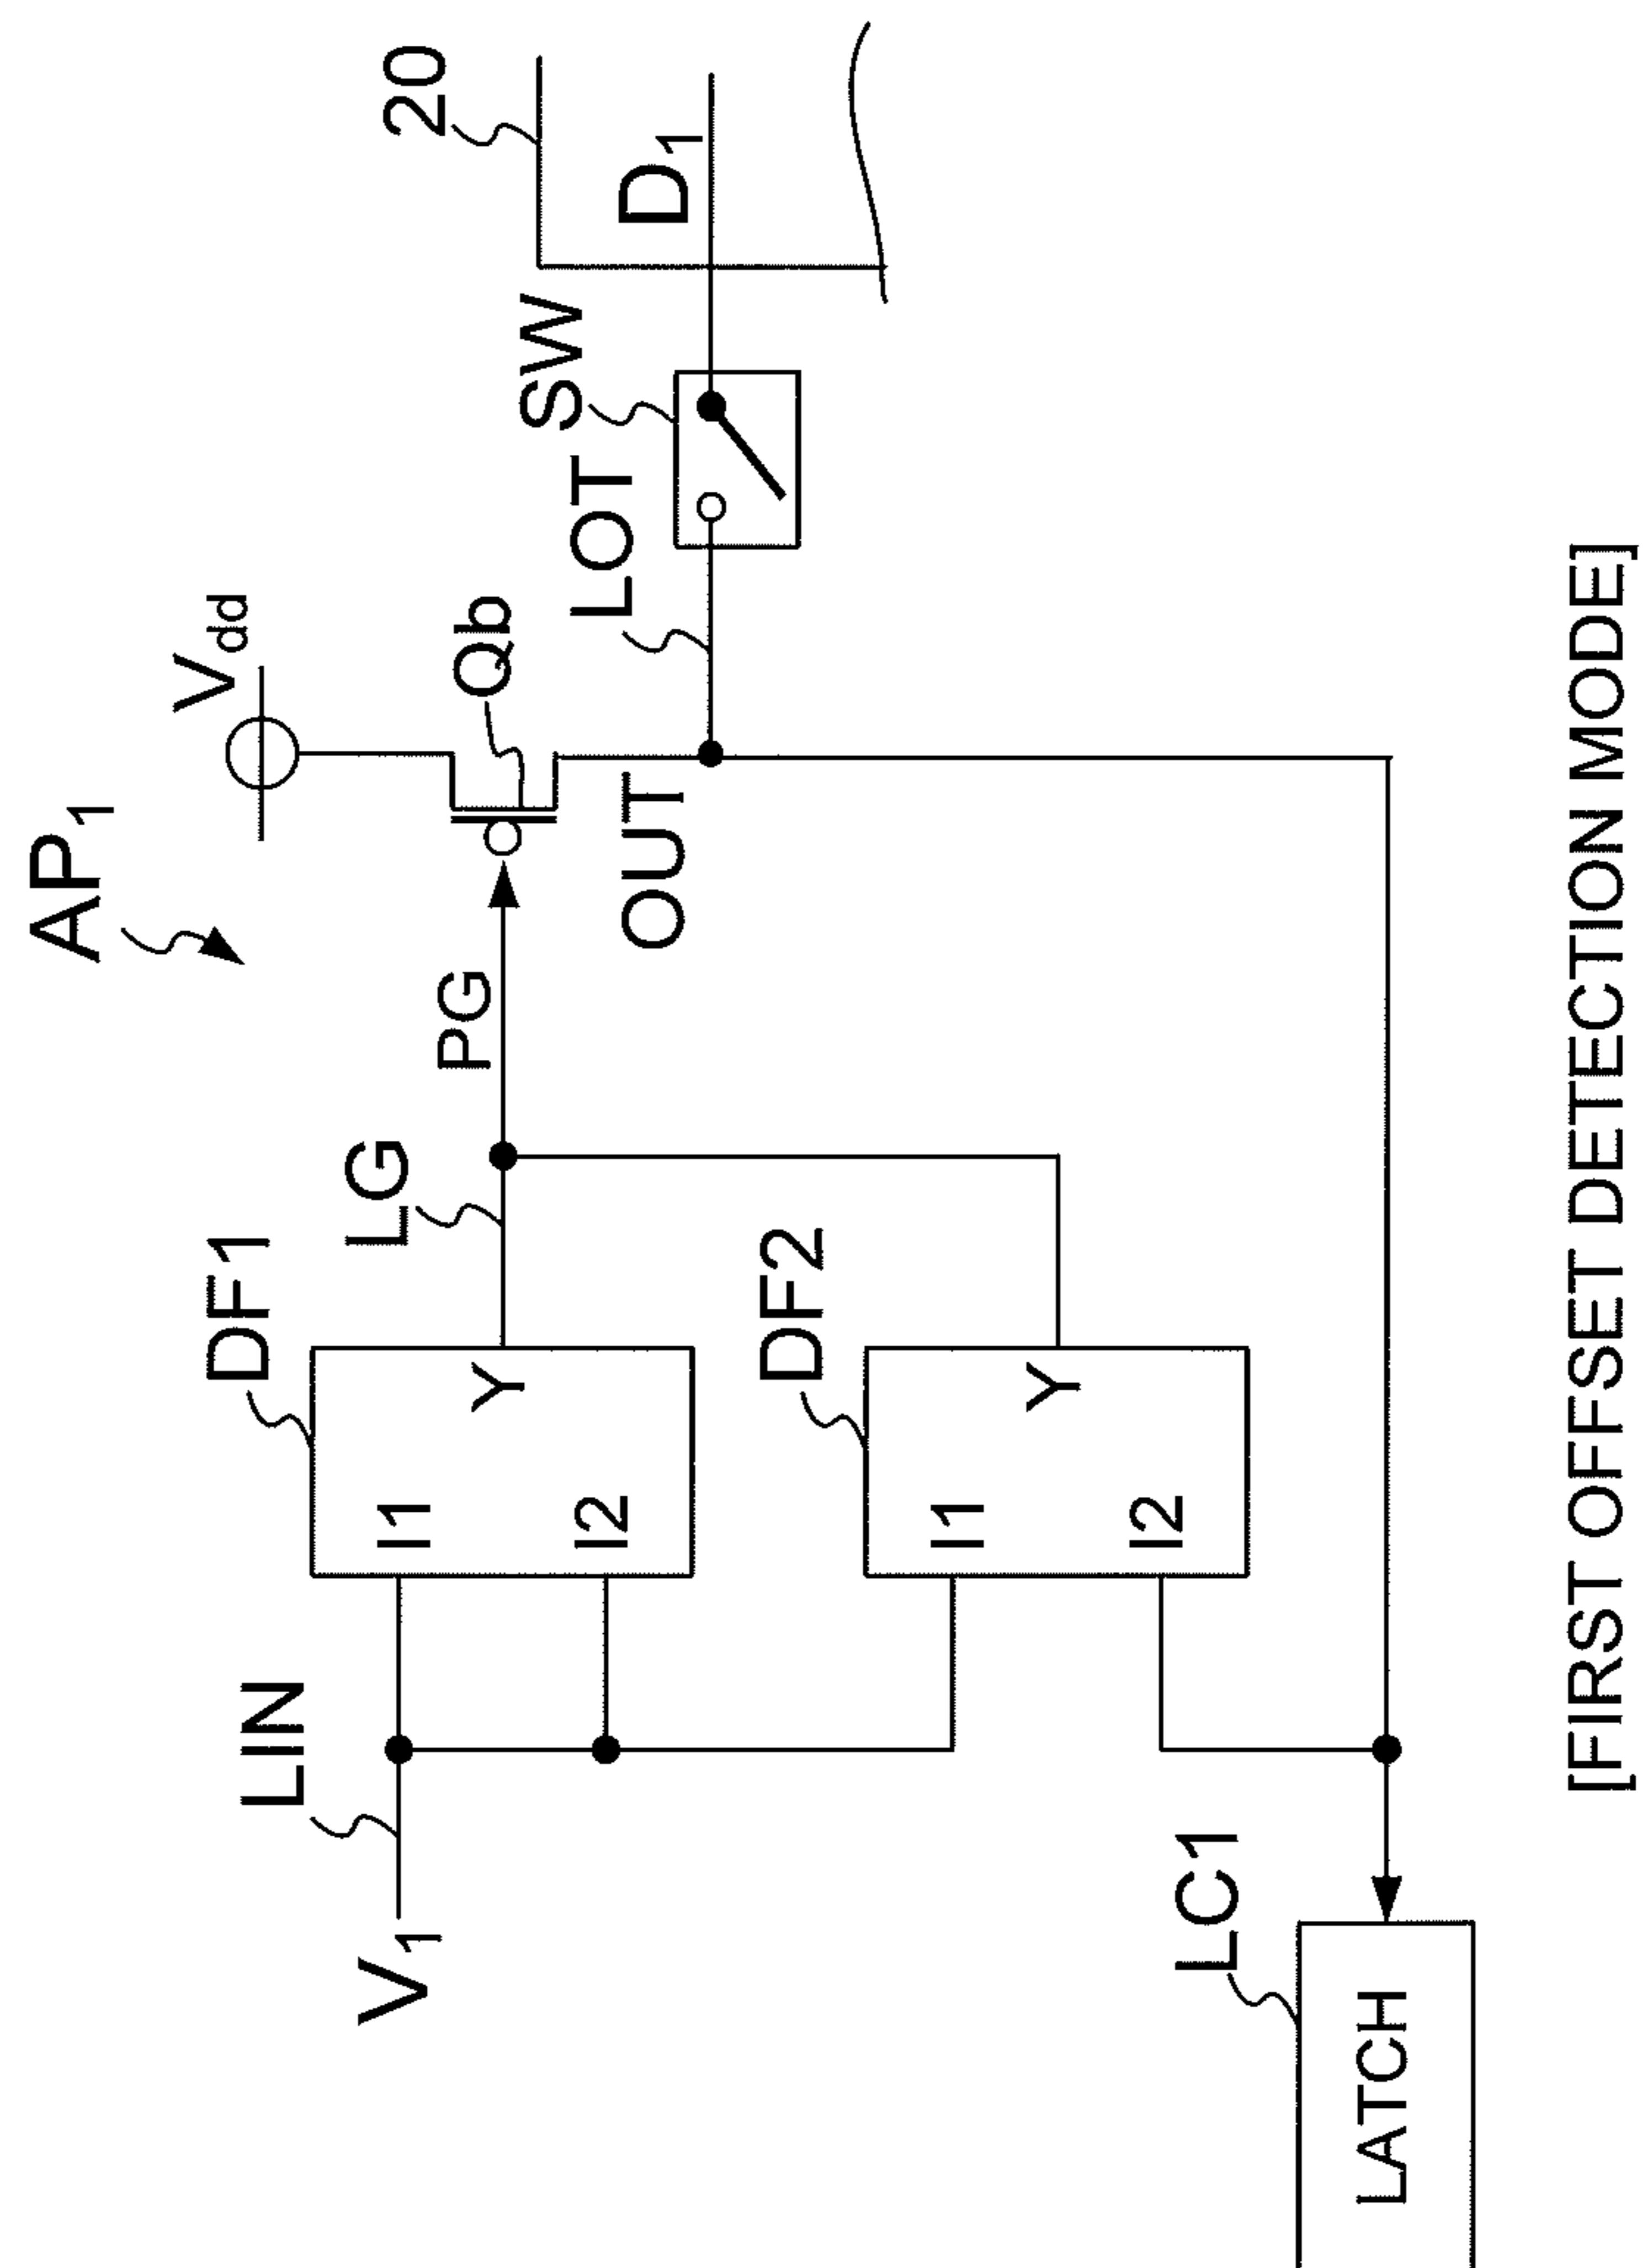 AP1
Vdd
20
Qb
SW
D1
LOT
LG
PG
OUT
DF1
LIN
V1
I1
I2
Y
DF2
I1
I2
Y
LC1
LATCH
[FIRST OFFSET DETECTION MODE]